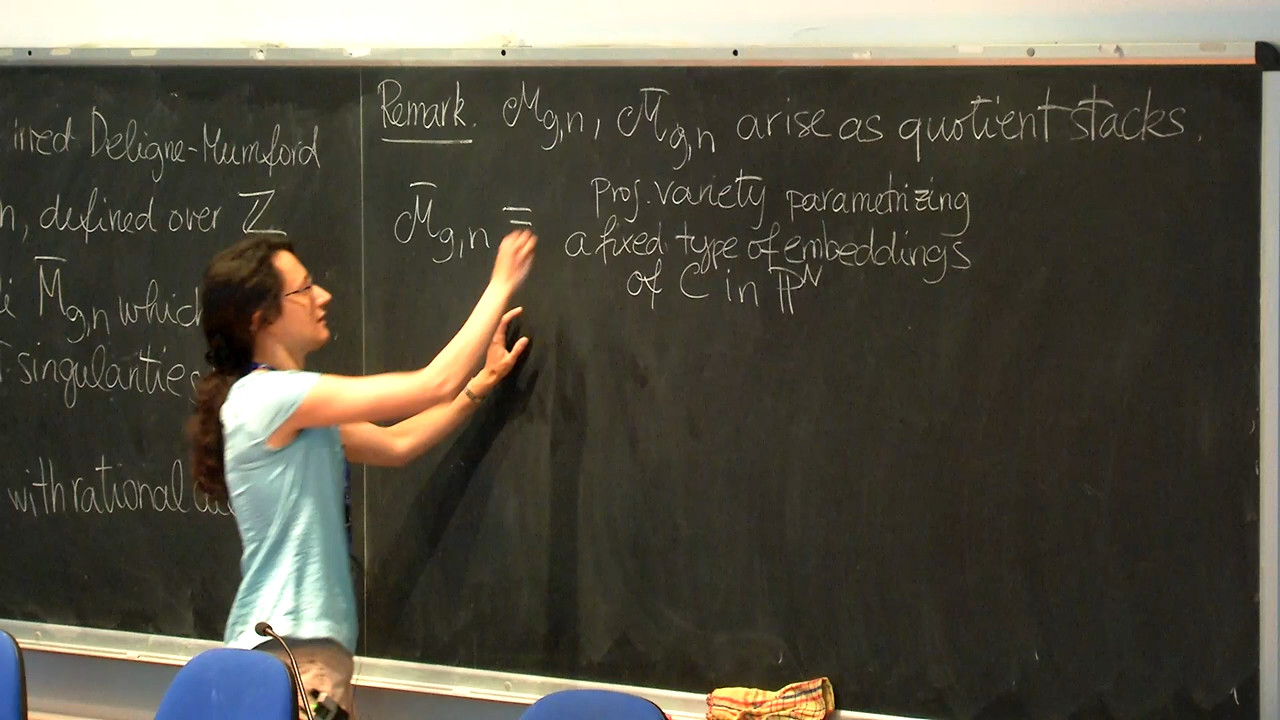 Deligne-Mumford
defined over ℤ
M̅g,n which
singularities
with rational
Remark. ℳg,n, ℳ̅g,n arise as quotient stacks.
ℳ̅g,n = Proj. variety parametrizing
a fixed type of embeddings
of C in ℙᴺ